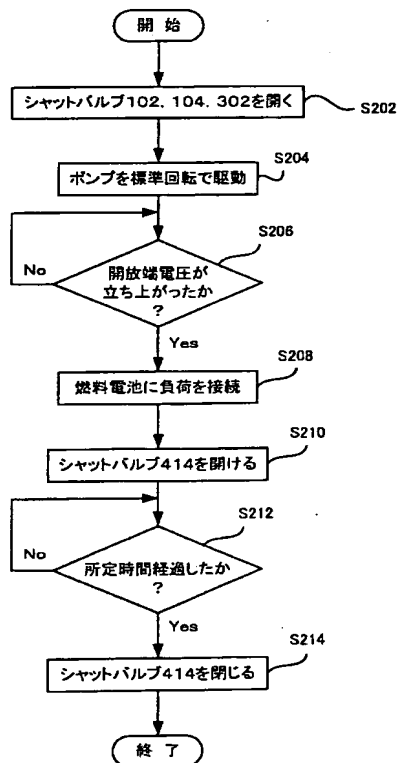 開 始
シャットバルブ102, 104, 302を開く
S202
S204
ポンプを標準回転で駆動
S206
No
開放端電圧が
立ち上がったか
?
Yes
S208
燃料電池に負荷を接続
S210
シャットバルブ414を開ける
S212
No
所定時間経過したか
?
Yes
S214
シャットバルブ414を閉じる
終 了